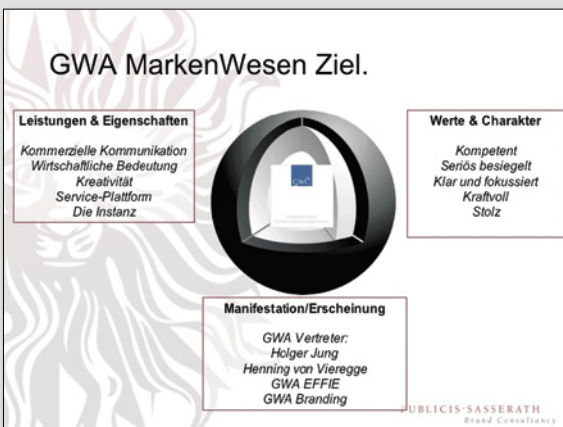 GWA MarkenWesen Ziel.
Leistungen & Eigenschaften
Kommerzielle Kommunikation
Wirtschaftliche Bedeutung
Kreativität
Service-Plattform
Die Instanz
Werte & Charakter
Kompetent
Seriös besiegelt
Klar und fokussiert
Kraftvoll
Stolz
Manifestation/Erscheinung
GWA Vertreter:
Holger Jung
Henning von Vieregge
GWA EFFIE
GWA Branding
PUBLICIS·SASSERATH
Brand Consultancy